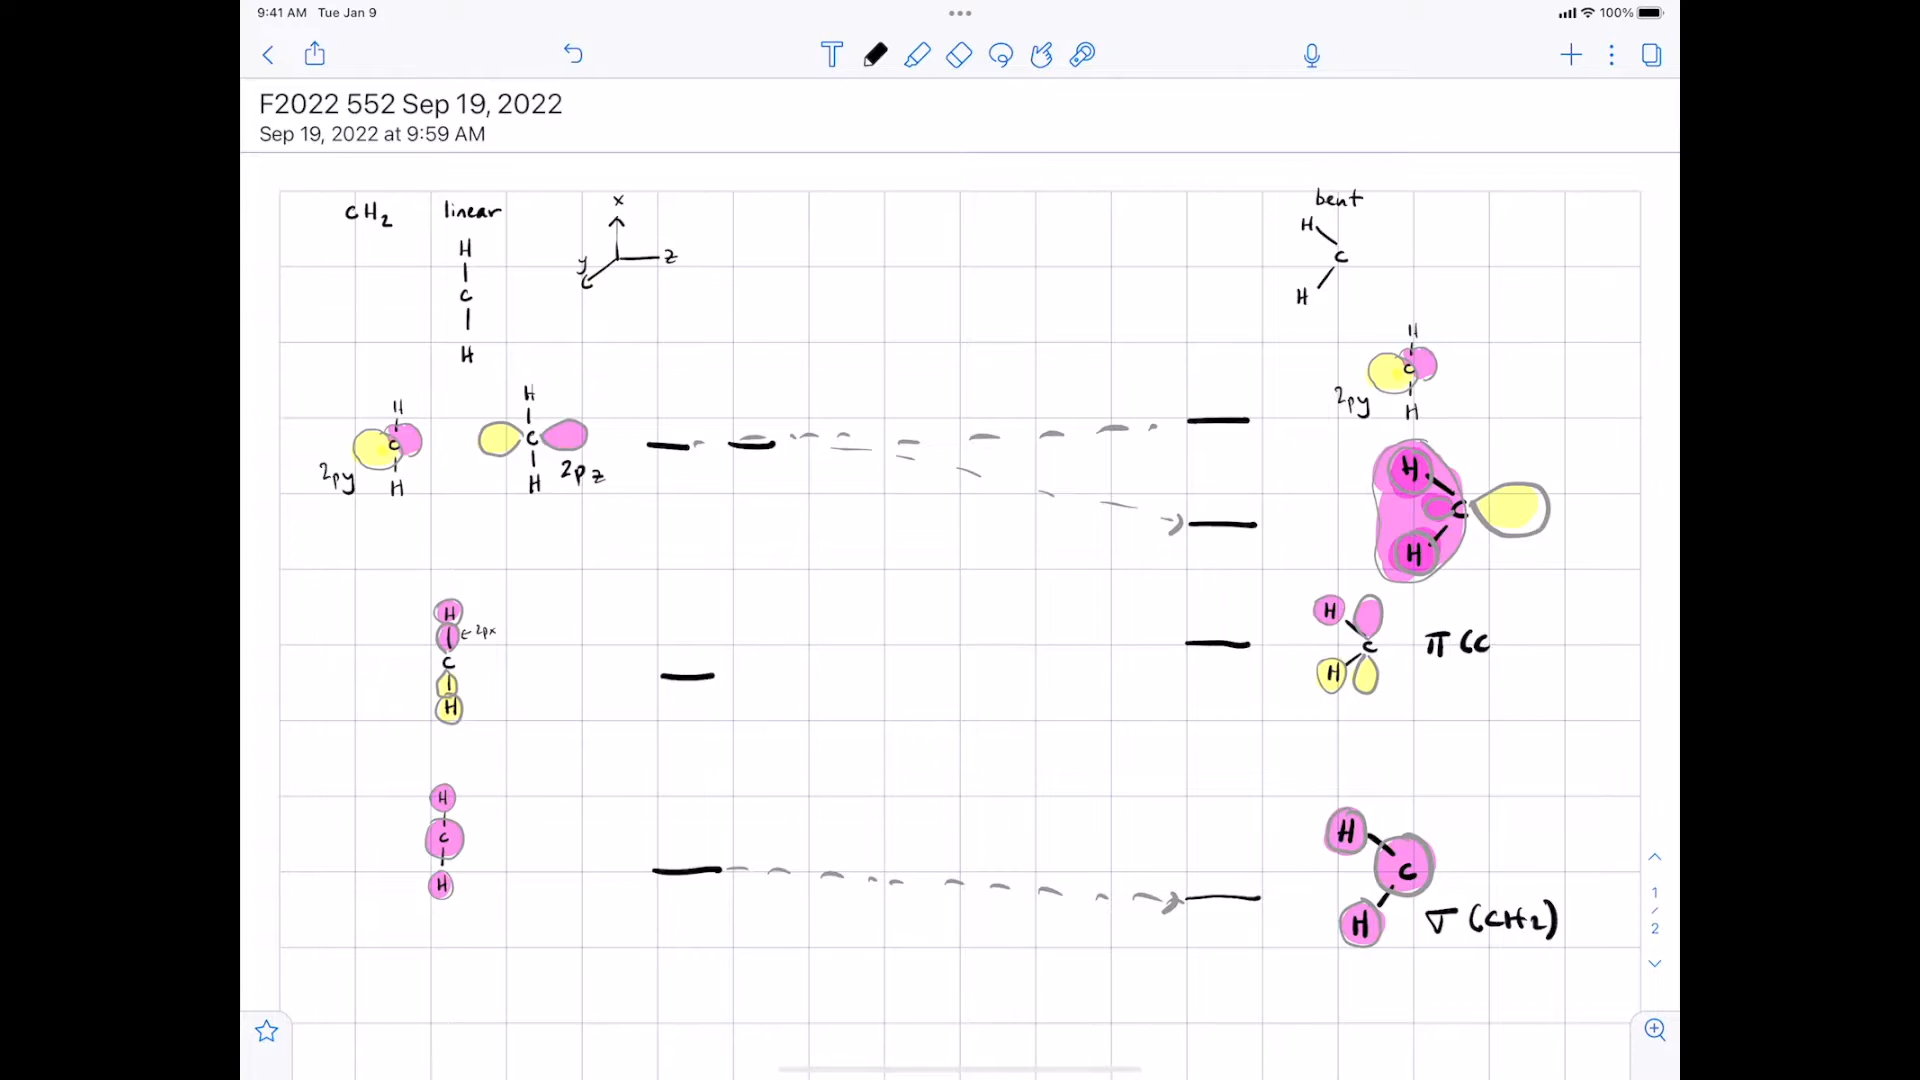 9:41 AM Tue Jan 9
100%
F2022 552 Sep 19, 2022
Sep 19, 2022 at 9:59 AM
CH2 linear
H
C
H
x
y
z
bent
H
C
H
H
C
H
2py
H
C
H
2py
H
C
H
2pz
H
C
H
H
2px
C
H
H
C
H
π (c
H
C
H
H
C
H
σ (CH2)
1
/
2